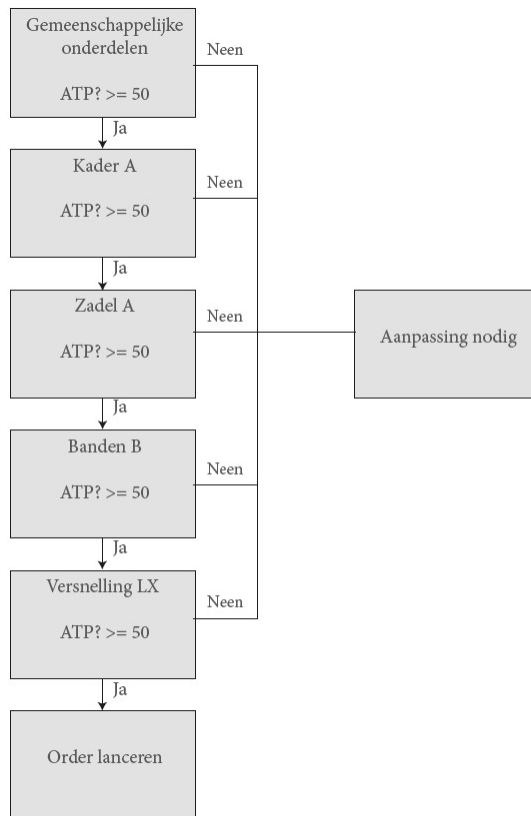 Gemeenschappelijke
onderdelen
ATP? >= 50
Neen
Ja
Kader A
ATP? >= 50
Neen
Ja
Zadel A
ATP? >= 50
Neen
Aanpassing nodig
Ja
Banden B
ATP? >= 50
Neen
Ja
Versnelling LX
ATP? >= 50
Neen
Ja
Order lanceren